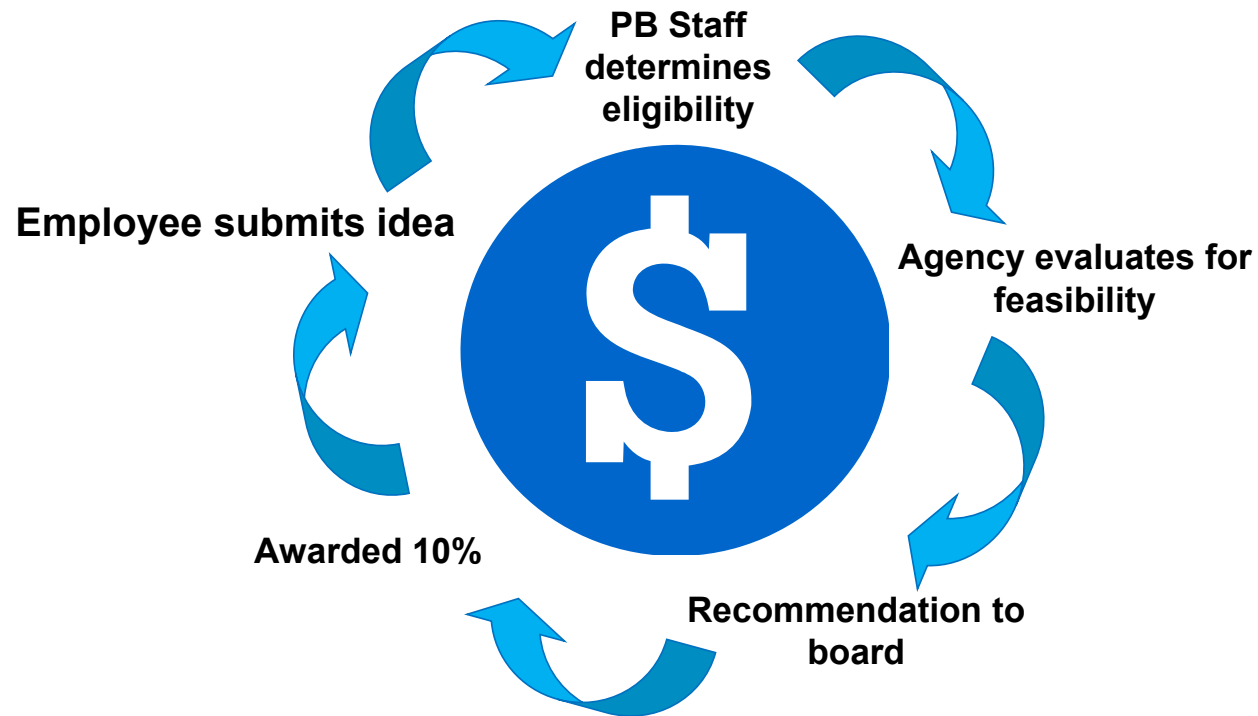 PB Staff
determines
eligibility
Employee submits idea
Agency evaluates for
feasibility
Awarded 10%
Recommendation to
board
$